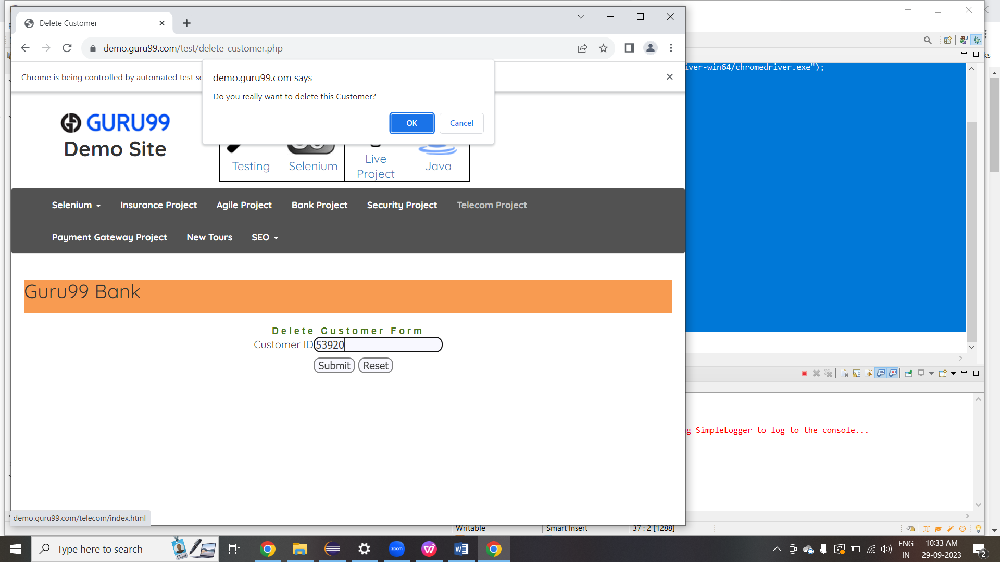 Delete Customer
demo.guru99.com/test/delete_customer.php
Chrome is being controlled by automated test so
demo.guru99.com says
Do you really want to delete this Customer?
OK Cancel
GURU99
Demo Site
Testing
Selenium
Live
Project
Java
Selenium Insurance Project Agile Project Bank Project Security Project Telecom Project
Payment Gateway Project New Tours SEO
Guru99 Bank
Delete Customer Form
Customer ID 53920
Submit Reset
demo.guru99.com/telecom/index.html
iver-win64/chromedriver.exe");
ks
g SimpleLogger to log to the console...
Writable Smart Insert 37 : 2 [1288]
Type here to search
zoom
W
ENG
IN
10:33 AM
29-09-2023
2